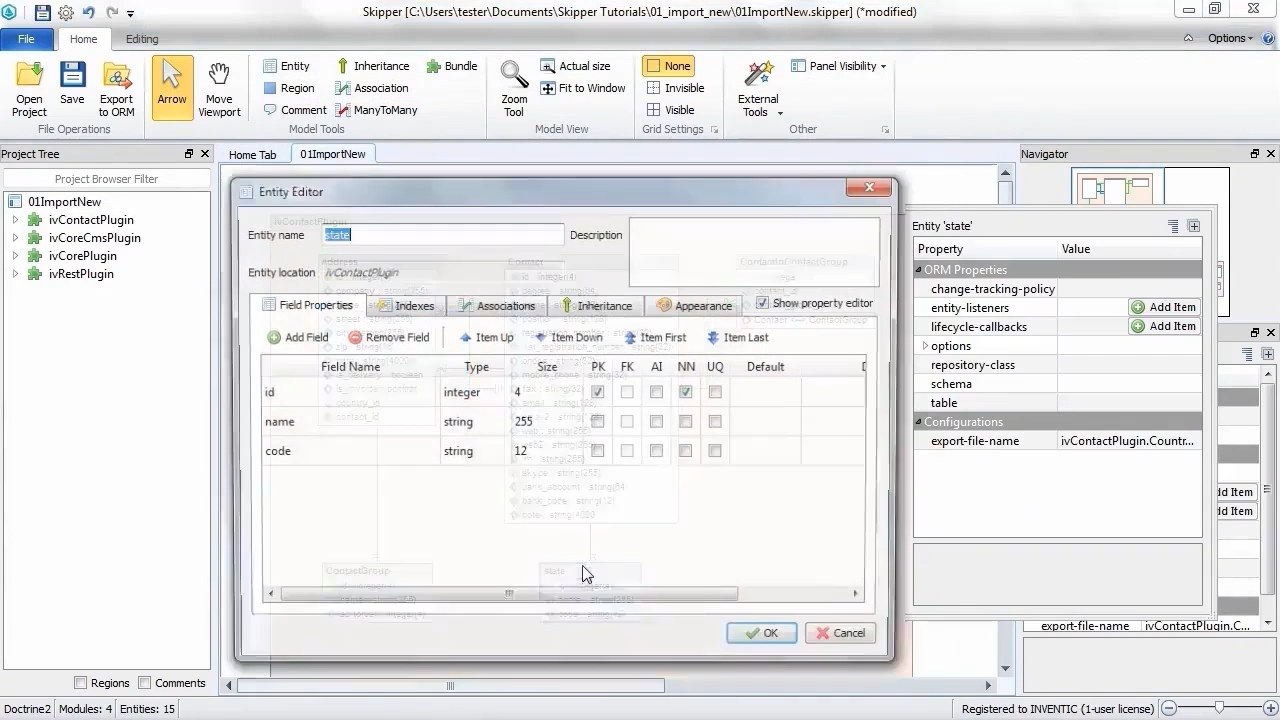 Skipper [C:\Users\testa\Documents\Skipper Tutorials\01_import_new\01ImportNew.skipper] (*modified)
File Home Editing Options
Open Project
Save
Export to ORM
File Operations
Arrow
Move Viewport
Entity Inheritance Bundle
Region Association
Comment ManyToMany
Model Tools
Zoom Tool
Actual size
Fit to Window
Model View
None
Invisible
Visible
Grid Settings
External Tools
Panel Visibility
Other
Project Tree
Project Browser Filter
01ImportNew
ivContactPlugin
ivCoreCmsPlugin
ivCorePlugin
ivRestPlugin
Regions Comments
Home Tab 01ImportNew
Entity Editor
Entity name state Description
Entity location ivContactPlugin
Field Properties Indexes Associations Inheritance Appearance Show property editor
Add Field Remove Field Item Up Item Down Item First Item Last
Field Name Type Size PK FK AI NN UQ Default
id integer 4
name string 255
code string 12
ContactGroup
state
OK Cancel
Navigator
Entity 'state'
Property Value
ORM Properties
change-tracking-policy
entity-listeners Add Item
lifecycle-callbacks Add Item
options
repository-class
schema
table
Configurations
export-file-name ivContactPlugin.Countr...
dd Item
dd Item
export-file-name ivContactPlugin.C...
Doctrine2 Modules: 4 Entities: 15
Registered to INVENTIC (1-user license)